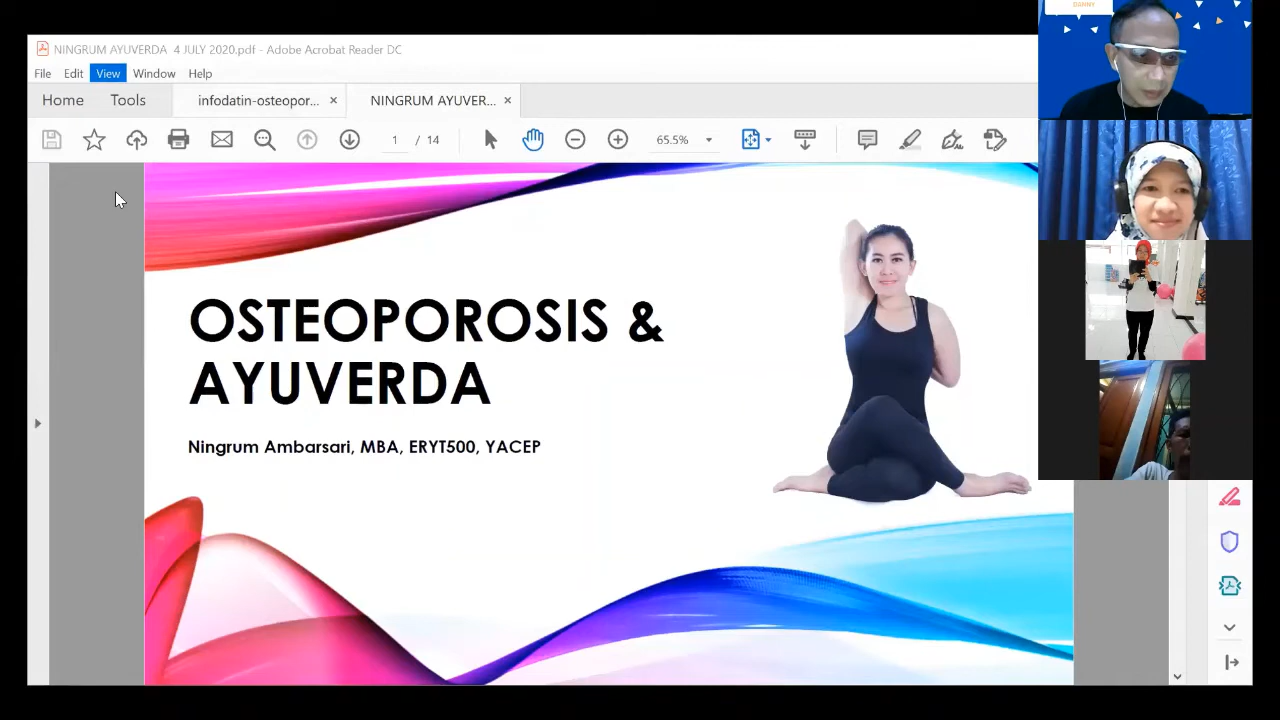 NINGRUM AYUVERDA 4 JULY 2020.pdf - Adobe Acrobat Reader DC
File Edit View Window Help
Home Tools infodatin-osteopor... × NINGRUM AYUVER... ×
1 / 14 65.5%
OSTEOPOROSIS &
AYUVERDA
Ningrum Ambarsari, MBA, ERYT500, YACEP